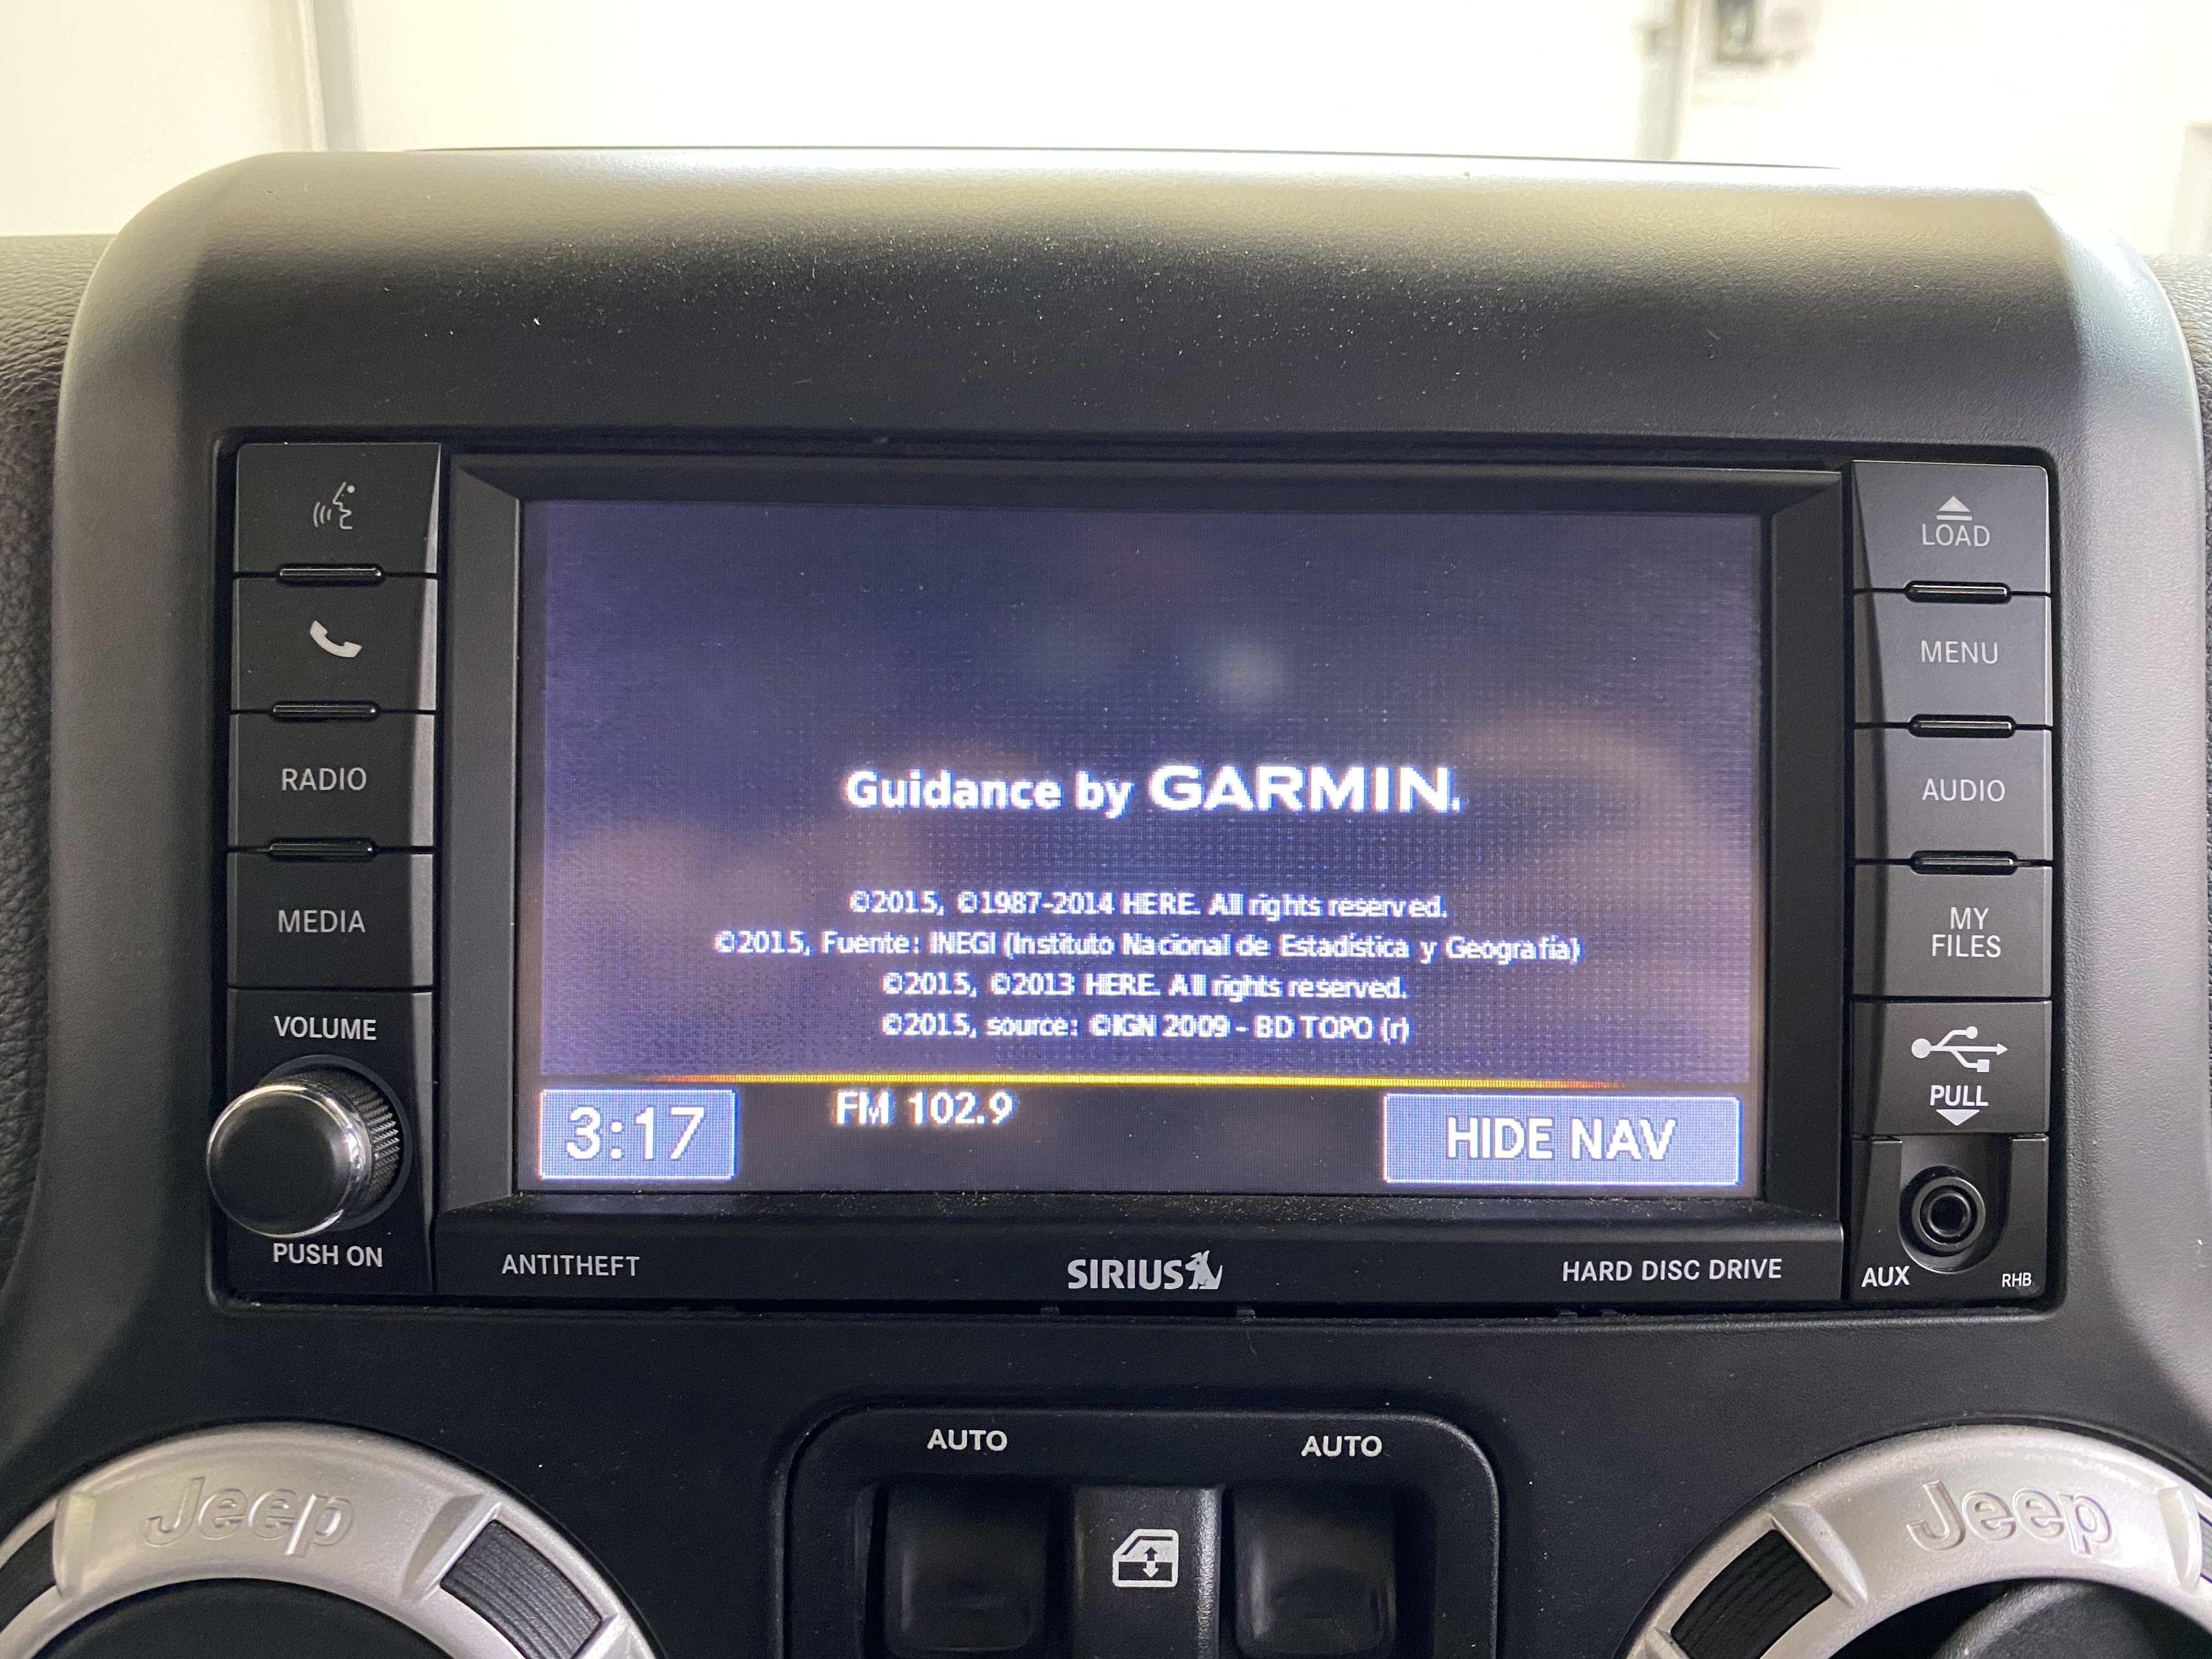 LOAD
MENU
RADIO
AUDIO
Guidance by GARMIN.
MEDIA
MY
FILES
©2015, ©1987-2014 HERE. All rights reserved.
©2015, Fuente: INEGI (Instituto Nacional de Estadística y Geografía)
©2015, ©2013 HERE. All rights reserved.
©2015, source: ©IGN 2009 - BD TOPO (r)
VOLUME
PULL
3:17
FM 102.9
HIDE NAV
PUSH ON
ANTITHEFT
SIRIUS
HARD DISC DRIVE
AUX
RHB
AUTO
AUTO
Jeep
Jeep